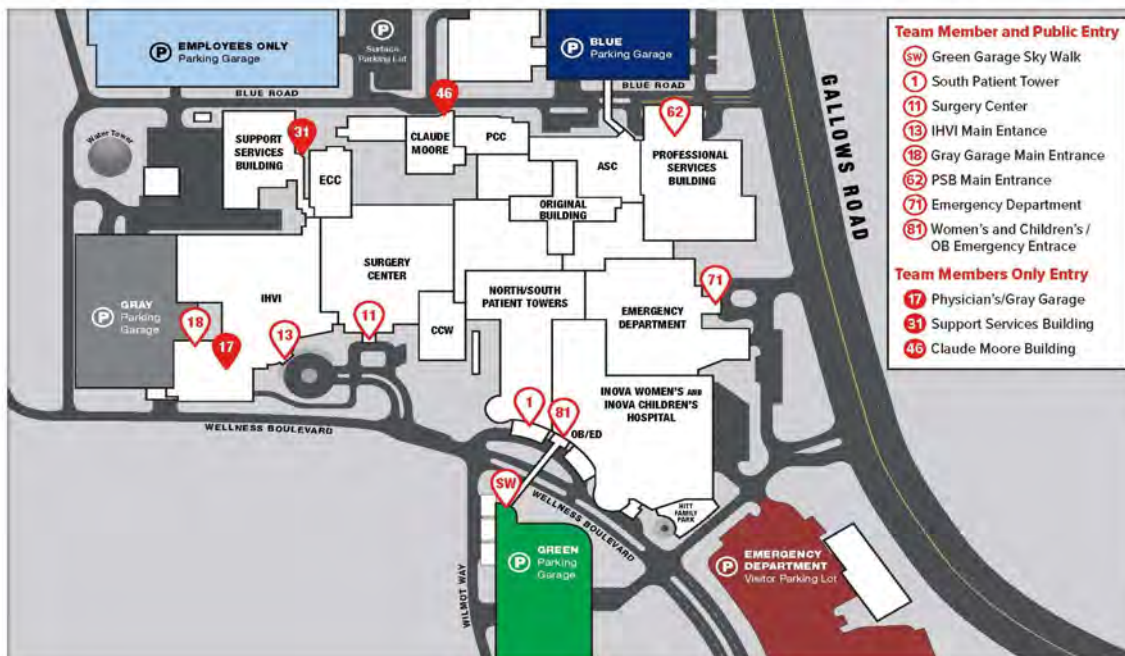 P EMPLOYEES ONLY
Parking Garage
P
Surface
Parking Lot
P BLUE
Parking Garage
BLUE ROAD
BLUE ROAD
GALLOWS ROAD
Water Tower
SUPPORT
SERVICES
BUILDING
31
ECC
46
CLAUDE
MOORE
PCC
ASC
62
PROFESSIONAL
SERVICES
BUILDING
ORIGINAL
BUILDING
SURGERY
CENTER
IHVI
P GRAY
Parking
Garage
18
17
13
11
CCW
NORTH/SOUTH
PATIENT TOWERS
EMERGENCY
DEPARTMENT
71
INOVA WOMEN'S AND
INOVA CHILDREN'S
HOSPITAL
1
81
OB/ED
WELLNESS BOULEVARD
SW
WELLNESS BOULEVARD
HITT
FAMILY
PARK
WILMOT WAY
P GREEN
Parking
Garage
P EMERGENCY
DEPARTMENT
Visitor Parking Lot
Team Member and Public Entry
SW Green Garage Sky Walk
1 South Patient Tower
11 Surgery Center
13 IHVI Main Entance
18 Gray Garage Main Entrance
62 PSB Main Entrance
71 Emergency Department
81 Women's and Children's /
OB Emergency Entrace
Team Members Only Entry
17 Physician's/Gray Garage
31 Support Services Building
46 Claude Moore Building